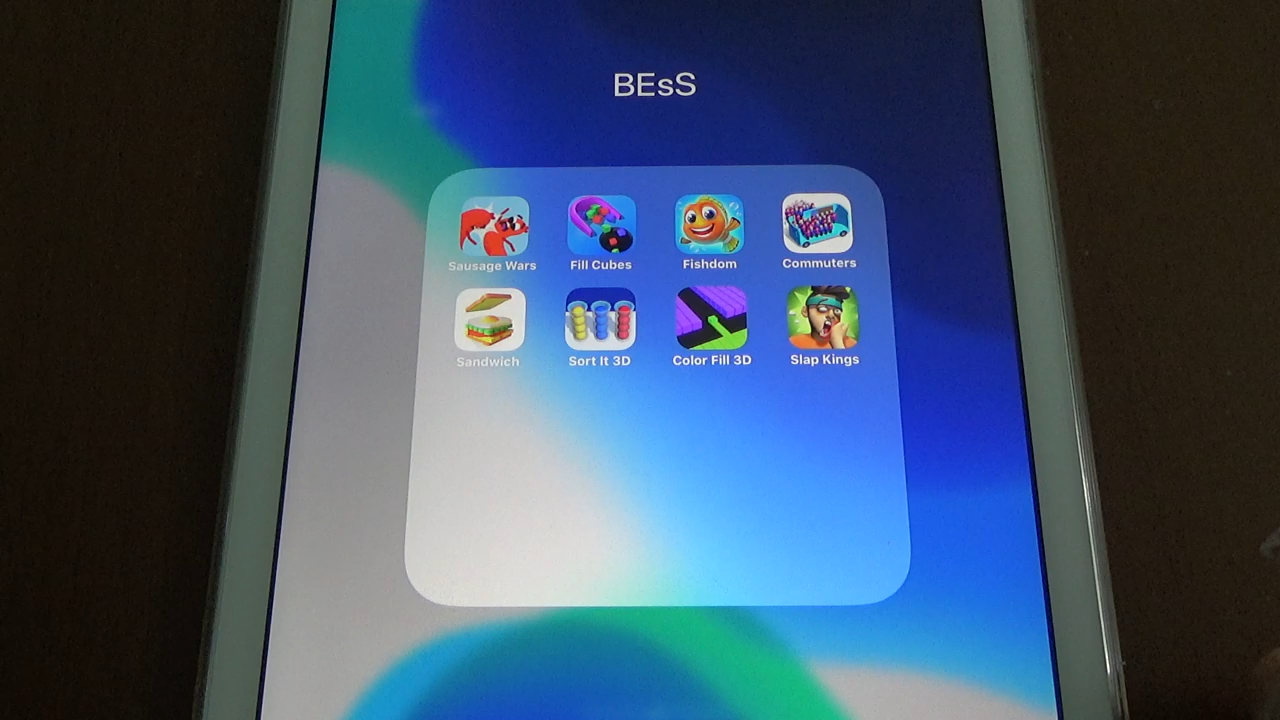 BEsS
Sausage Wars Fill Cubes Fishdom Commuters
Sandwich Sort It 3D Color Fill 3D Slap Kings